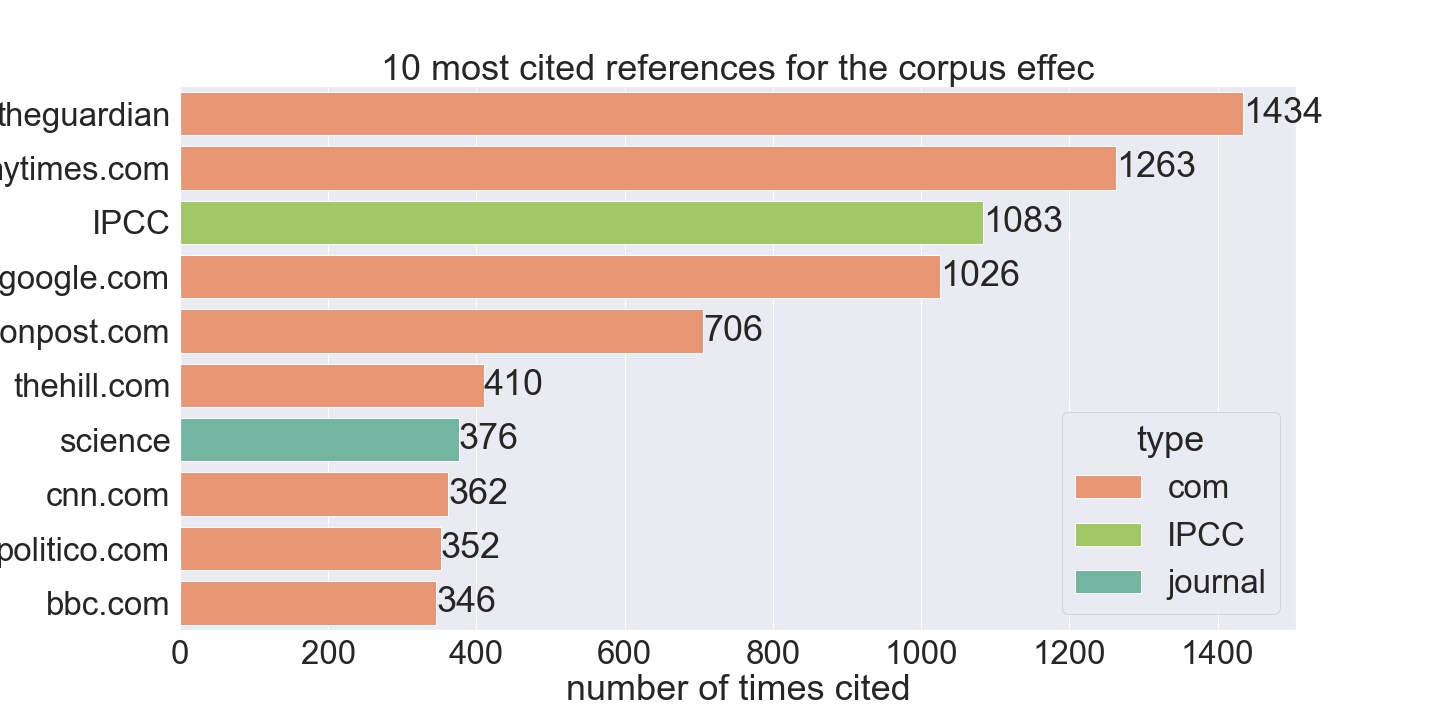 10 most cited references for the corpus effec
theguardian 1434
ytimes.com 1263
IPCC 1083
google.com 1026
onpost.com 706
thehill.com 410
science 376
cnn.com 362
politico.com 352
bbc.com 346
type
com
IPCC
journal
0 200 400 600 800 1000 1200 1400
number of times cited